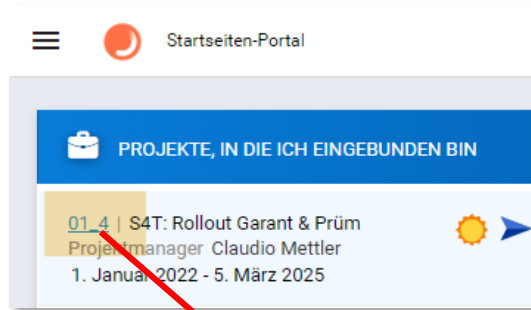 Startseiten-Portal
PROJEKTE, IN DIE ICH EINGEBUNDEN BIN
01_4 | S4T: Rollout Garant & Prüm
Projektmanager Claudio Mettler
1. Januar 2022 - 5. März 2025